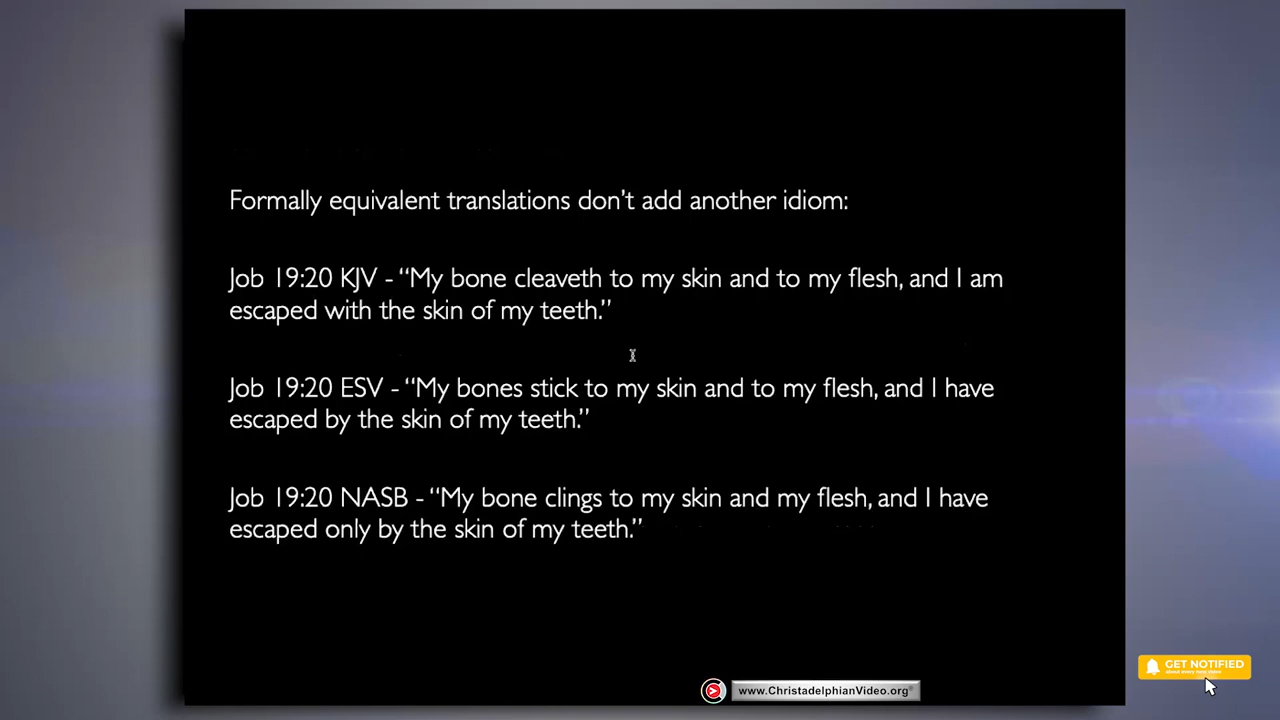 Formally equivalent translations don’t add another idiom:
Job 19:20 KJV - “My bone cleaveth to my skin and to my flesh, and I am
escaped with the skin of my teeth.”
Job 19:20 ESV - “My bones stick to my skin and to my flesh, and I have
escaped by the skin of my teeth.”
Job 19:20 NASB - “My bone clings to my skin and my flesh, and I have
escaped only by the skin of my teeth.”
www.ChristadelphianVideo.org
GET NOTIFIED
about every new video